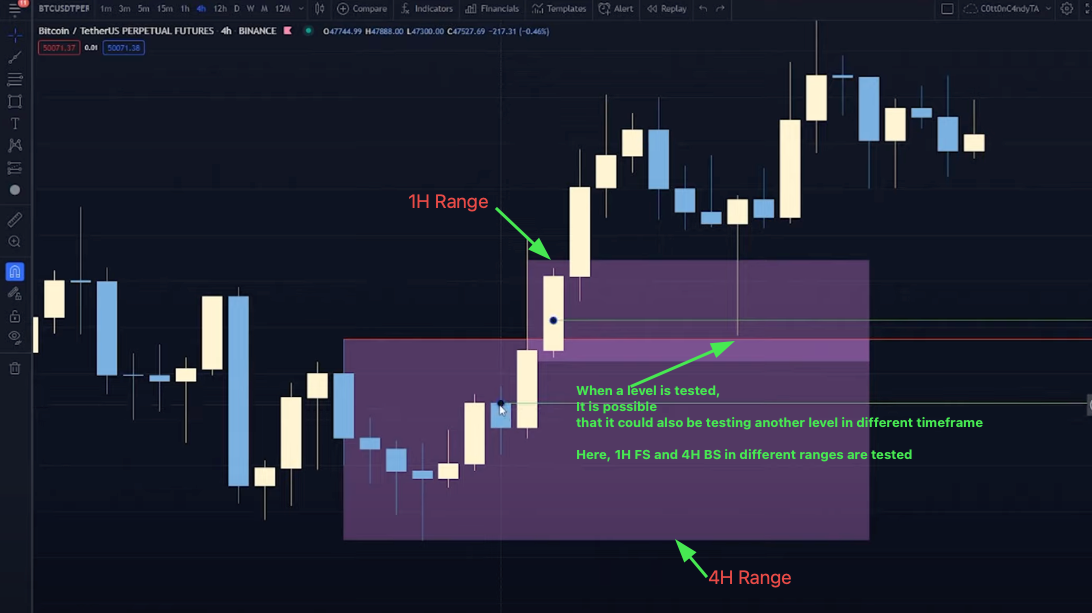 11
BTCUSDTPER 1m 3m 5m 15m 1h 4h 12h D W M 12M Compare Indicators Financials Templates Alert Replay C0tt0nC4ndyTA
Bitcoin / TetherUS PERPETUAL FUTURES · 4h · BINANCE O47744.99 H47888.00 L47300.00 C47527.69 −217.31 (−0.46%)
50071.37 0.01 50071.38
1H Range
When a level is tested,
It is possible
that it could also be testing another level in different timeframe
Here, 1H FS and 4H BS in different ranges are tested
4H Range